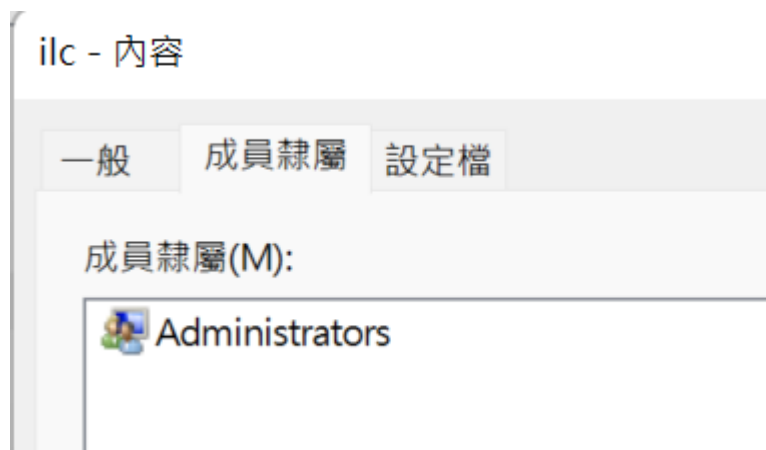 ilc - 內容
一般 成員隸屬 設定檔
成員隸屬(M):
Administrators